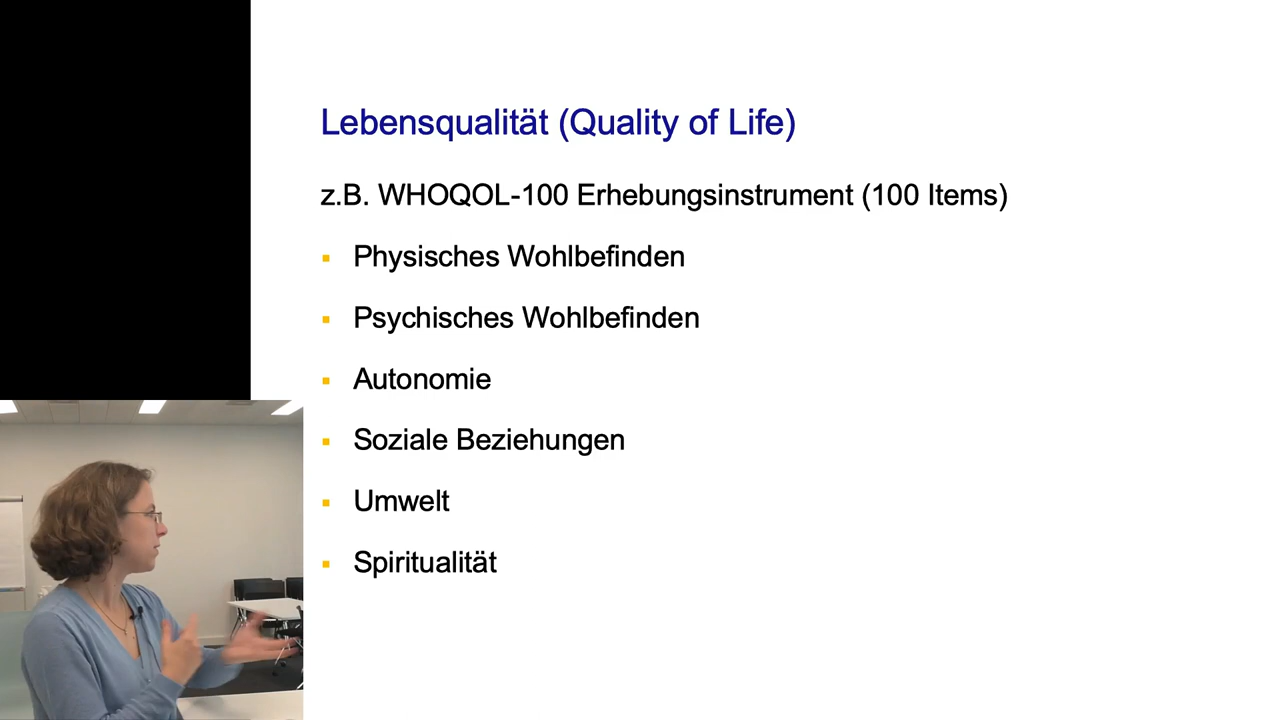 Lebensqualität (Quality of Life)
z.B. WHOQOL-100 Erhebungsinstrument (100 Items)
Physisches Wohlbefinden
Psychisches Wohlbefinden
Autonomie
Soziale Beziehungen
Umwelt
Spiritualität